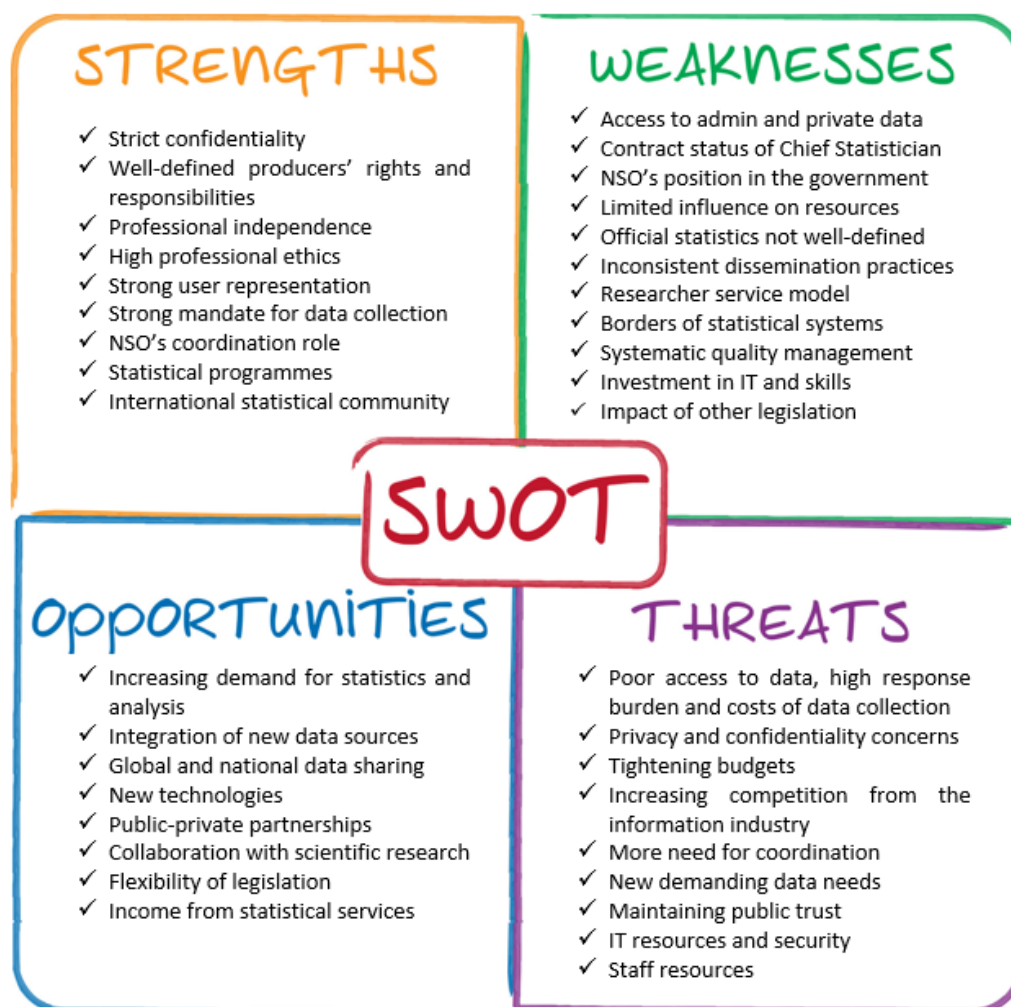 STRENGTHS
✓ Strict confidentiality
✓ Well-defined producers' rights and
responsibilities
✓ Professional independence
✓ High professional ethics
✓ Strong user representation
✓ Strong mandate for data collection
✓ NSO's coordination role
✓ Statistical programmes
✓ International statistical community
WEAKNESSES
✓ Access to admin and private data
✓ Contract status of Chief Statistician
✓ NSO's position in the government
✓ Limited influence on resources
✓ Official statistics not well-defined
✓ Inconsistent dissemination practices
✓ Researcher service model
✓ Borders of statistical systems
✓ Systematic quality management
✓ Investment in IT and skills
✓ Impact of other legislation
SWOT
OPPORTUNITIES
✓ Increasing demand for statistics and
analysis
✓ Integration of new data sources
✓ Global and national data sharing
✓ New technologies
✓ Public-private partnerships
✓ Collaboration with scientific research
✓ Flexibility of legislation
✓ Income from statistical services
THREATS
✓ Poor access to data, high response
burden and costs of data collection
✓ Privacy and confidentiality concerns
✓ Tightening budgets
✓ Increasing competition from the
information industry
✓ More need for coordination
✓ New demanding data needs
✓ Maintaining public trust
✓ IT resources and security
✓ Staff resources